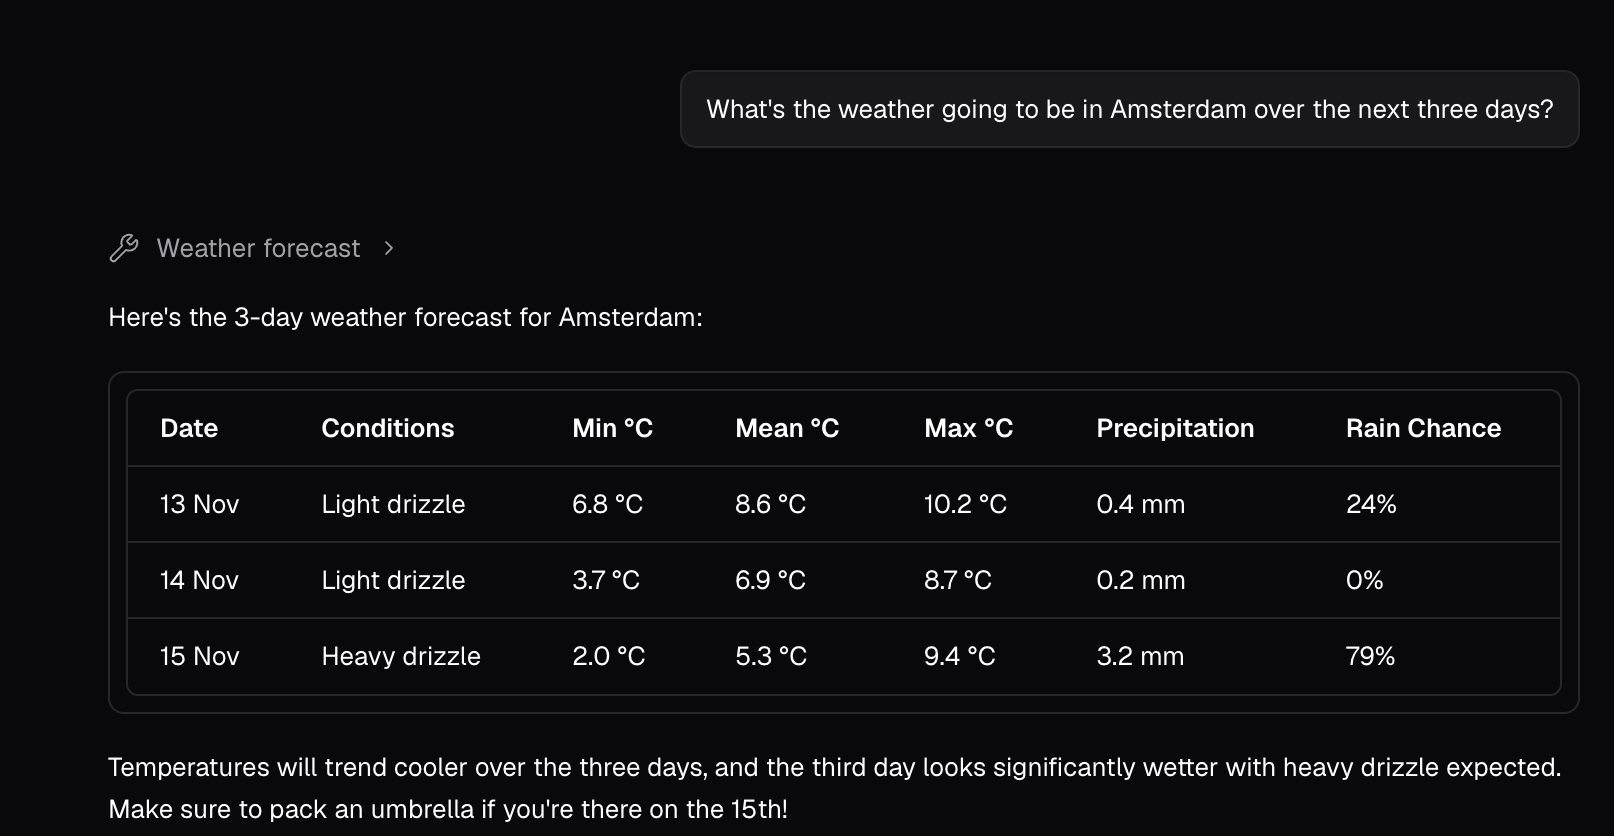 What's the weather going to be in Amsterdam over the next three days?
Weather forecast
Here's the 3-day weather forecast for Amsterdam:
Date Conditions Min °C Mean °C Max °C Precipitation Rain Chance
13 Nov Light drizzle 6.8 °C 8.6 °C 10.2 °C 0.4 mm 24%
14 Nov Light drizzle 3.7 °C 6.9 °C 8.7 °C 0.2 mm 0%
15 Nov Heavy drizzle 2.0 °C 5.3 °C 9.4 °C 3.2 mm 79%
Temperatures will trend cooler over the three days, and the third day looks significantly wetter with heavy drizzle expected.
Make sure to pack an umbrella if you're there on the 15th!